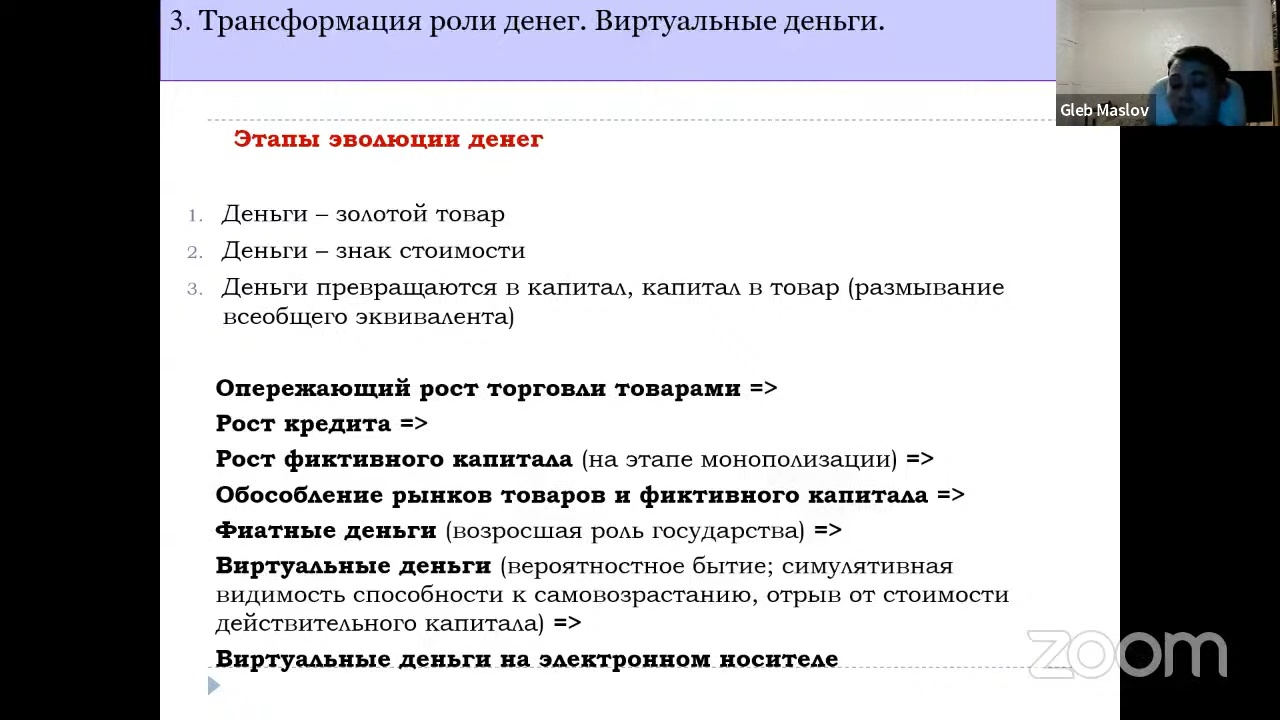 3. Трансформация роли денег. Виртуальные деньги.
Gleb Maslov
Этапы эволюции денег
1. Деньги – золотой товар
2. Деньги – знак стоимости
3. Деньги превращаются в капитал, капитал в товар (размывание
всеобщего эквивалента)
Опережающий рост торговли товарами =>
Рост кредита =>
Рост фиктивного капитала (на этапе монополизации) =>
Обособление рынков товаров и фиктивного капитала =>
Фиатные деньги (возросшая роль государства) =>
Виртуальные деньги (вероятностное бытие; симулятивная
видимость способности к самовозрастанию, отрыв от стоимости
действительного капитала) =>
Виртуальные деньги на электронном носителе
zoom